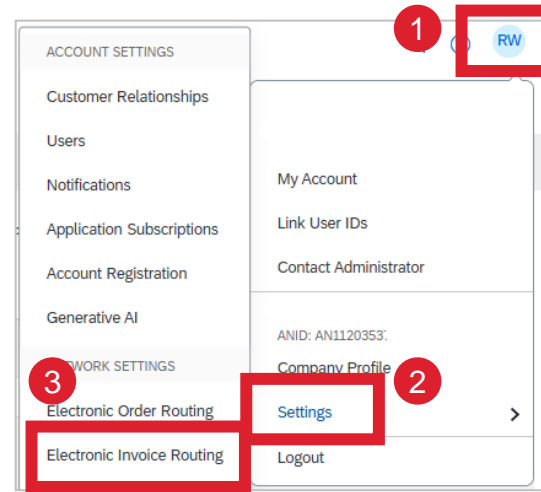 1
RW
ACCOUNT SETTINGS
Customer Relationships
Users
Notifications
Application Subscriptions
Account Registration
Generative AI
WORK SETTINGS
3
Electronic Order Routing
Electronic Invoice Routing
My Account
Link User IDs
Contact Administrator
ANID: AN1120353
Company Profile
2
Settings
Logout